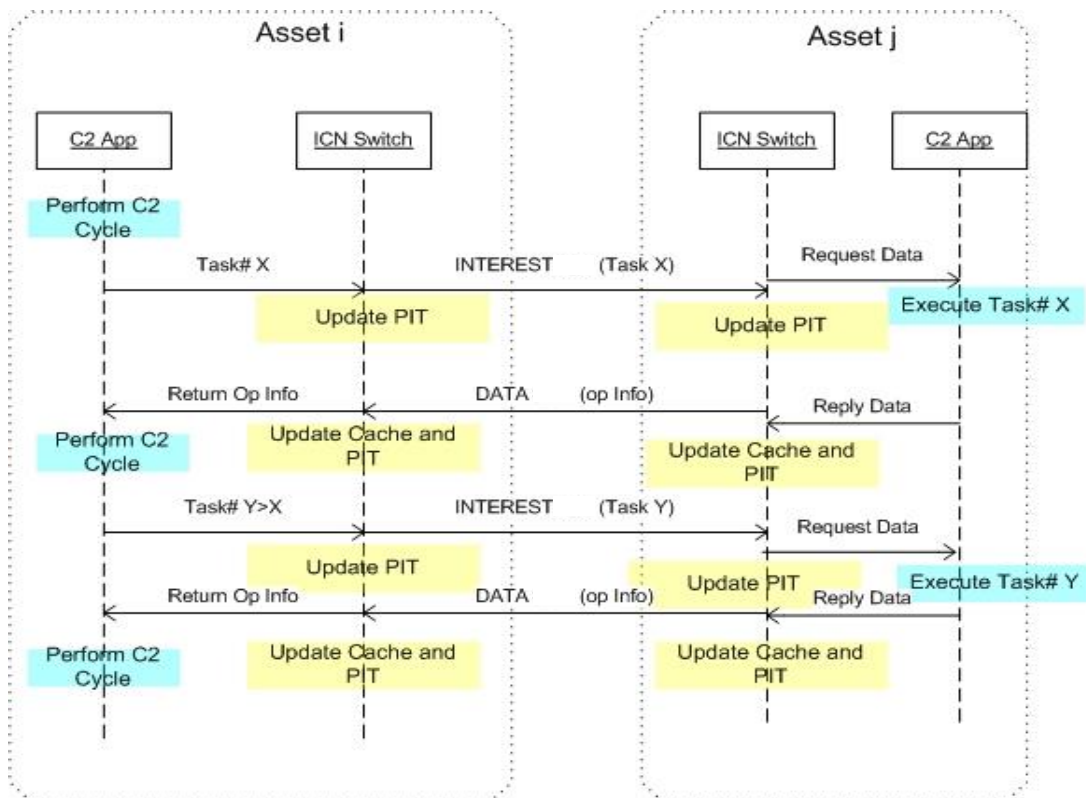 Asset i
Asset j
C2 App
ICN Switch
ICN Switch
C2 App
Perform C2
Cycle
Task# X
INTEREST (Task X)
Request Data
Update PIT
Update PIT
Execute Task# X
Return Op Info
DATA (op Info)
Reply Data
Perform C2
Cycle
Update Cache and
PIT
Update Cache and
PIT
Task# Y>X
INTEREST (Task Y)
Request Data
Update PIT
Update PIT
Execute Task# Y
Return Op Info
DATA (op Info)
Reply Data
Perform C2
Cycle
Update Cache and
PIT
Update Cache and
PIT